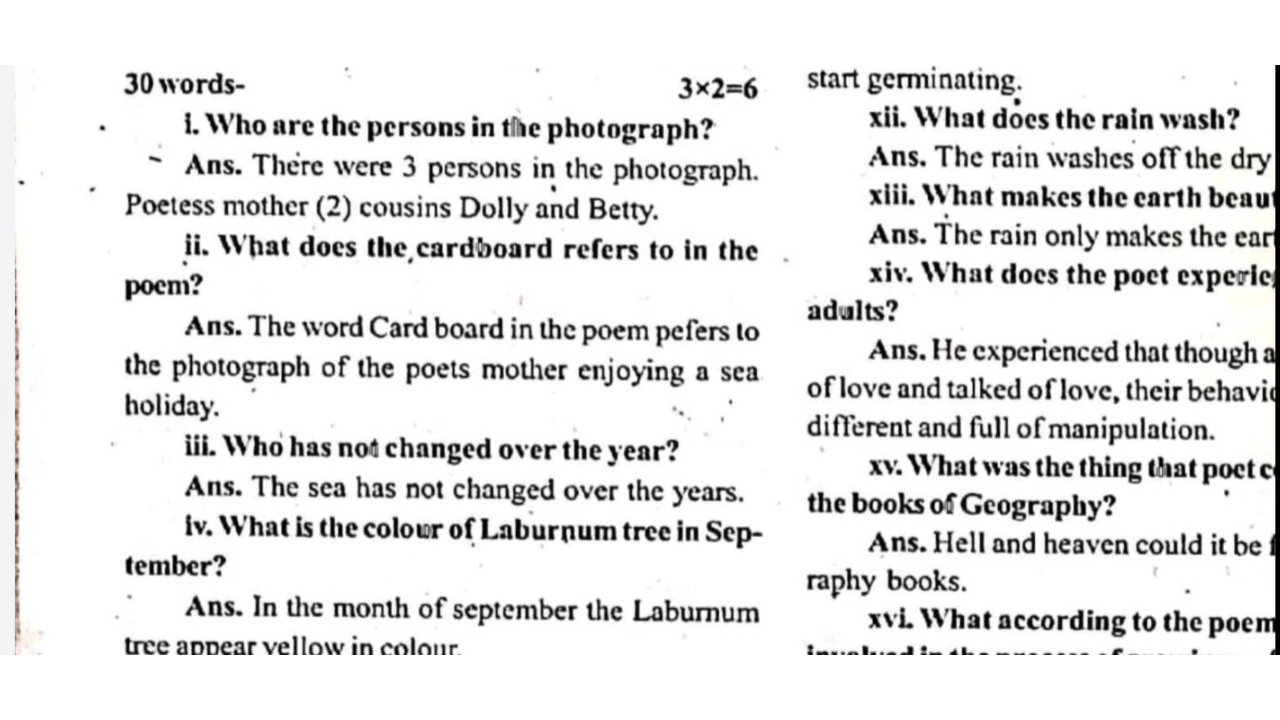 30 words- 3×2=6
i. Who are the persons in the photograph?
Ans. There were 3 persons in the photograph.
Poetess mother (2) cousins Dolly and Betty.
ii. What does the cardboard refers to in the
poem?
Ans. The word Card board in the poem pefers to
the photograph of the poets mother enjoying a sea
holiday.
iii. Who has not changed over the year?
Ans. The sea has not changed over the years.
iv. What is the colour of Laburnum tree in Sep-
tember?
Ans. In the month of september the Laburnum
tree appear yellow in colour.
start germinating.
xii. What does the rain wash?
Ans. The rain washes off the dry
xiii. What makes the earth beau
Ans. The rain only makes the ear
xiv. What does the poet experie
adults?
Ans. He experienced that though a
of love and talked of love, their behavio
different and full of manipulation.
xv. What was the thing that poet c
the books of Geography?
Ans. Hell and heaven could it be f
raphy books.
xvi. What according to the poem
involved in the process of